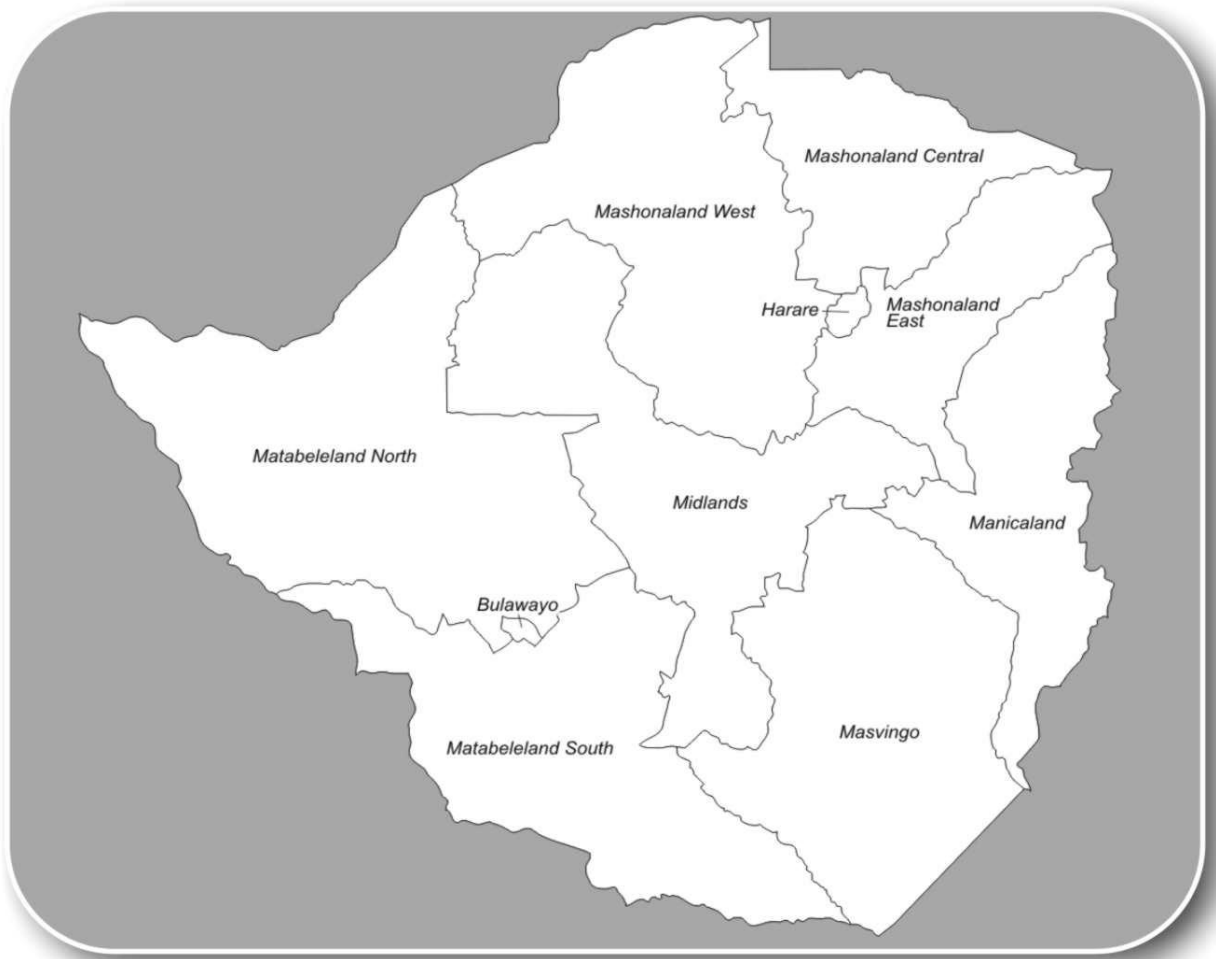 Mashonaland Central
Mashonaland West
Harare
Mashonaland
East
Matabeleland North
Midlands
Manicaland
Bulawayo
Masvingo
Matabeleland South